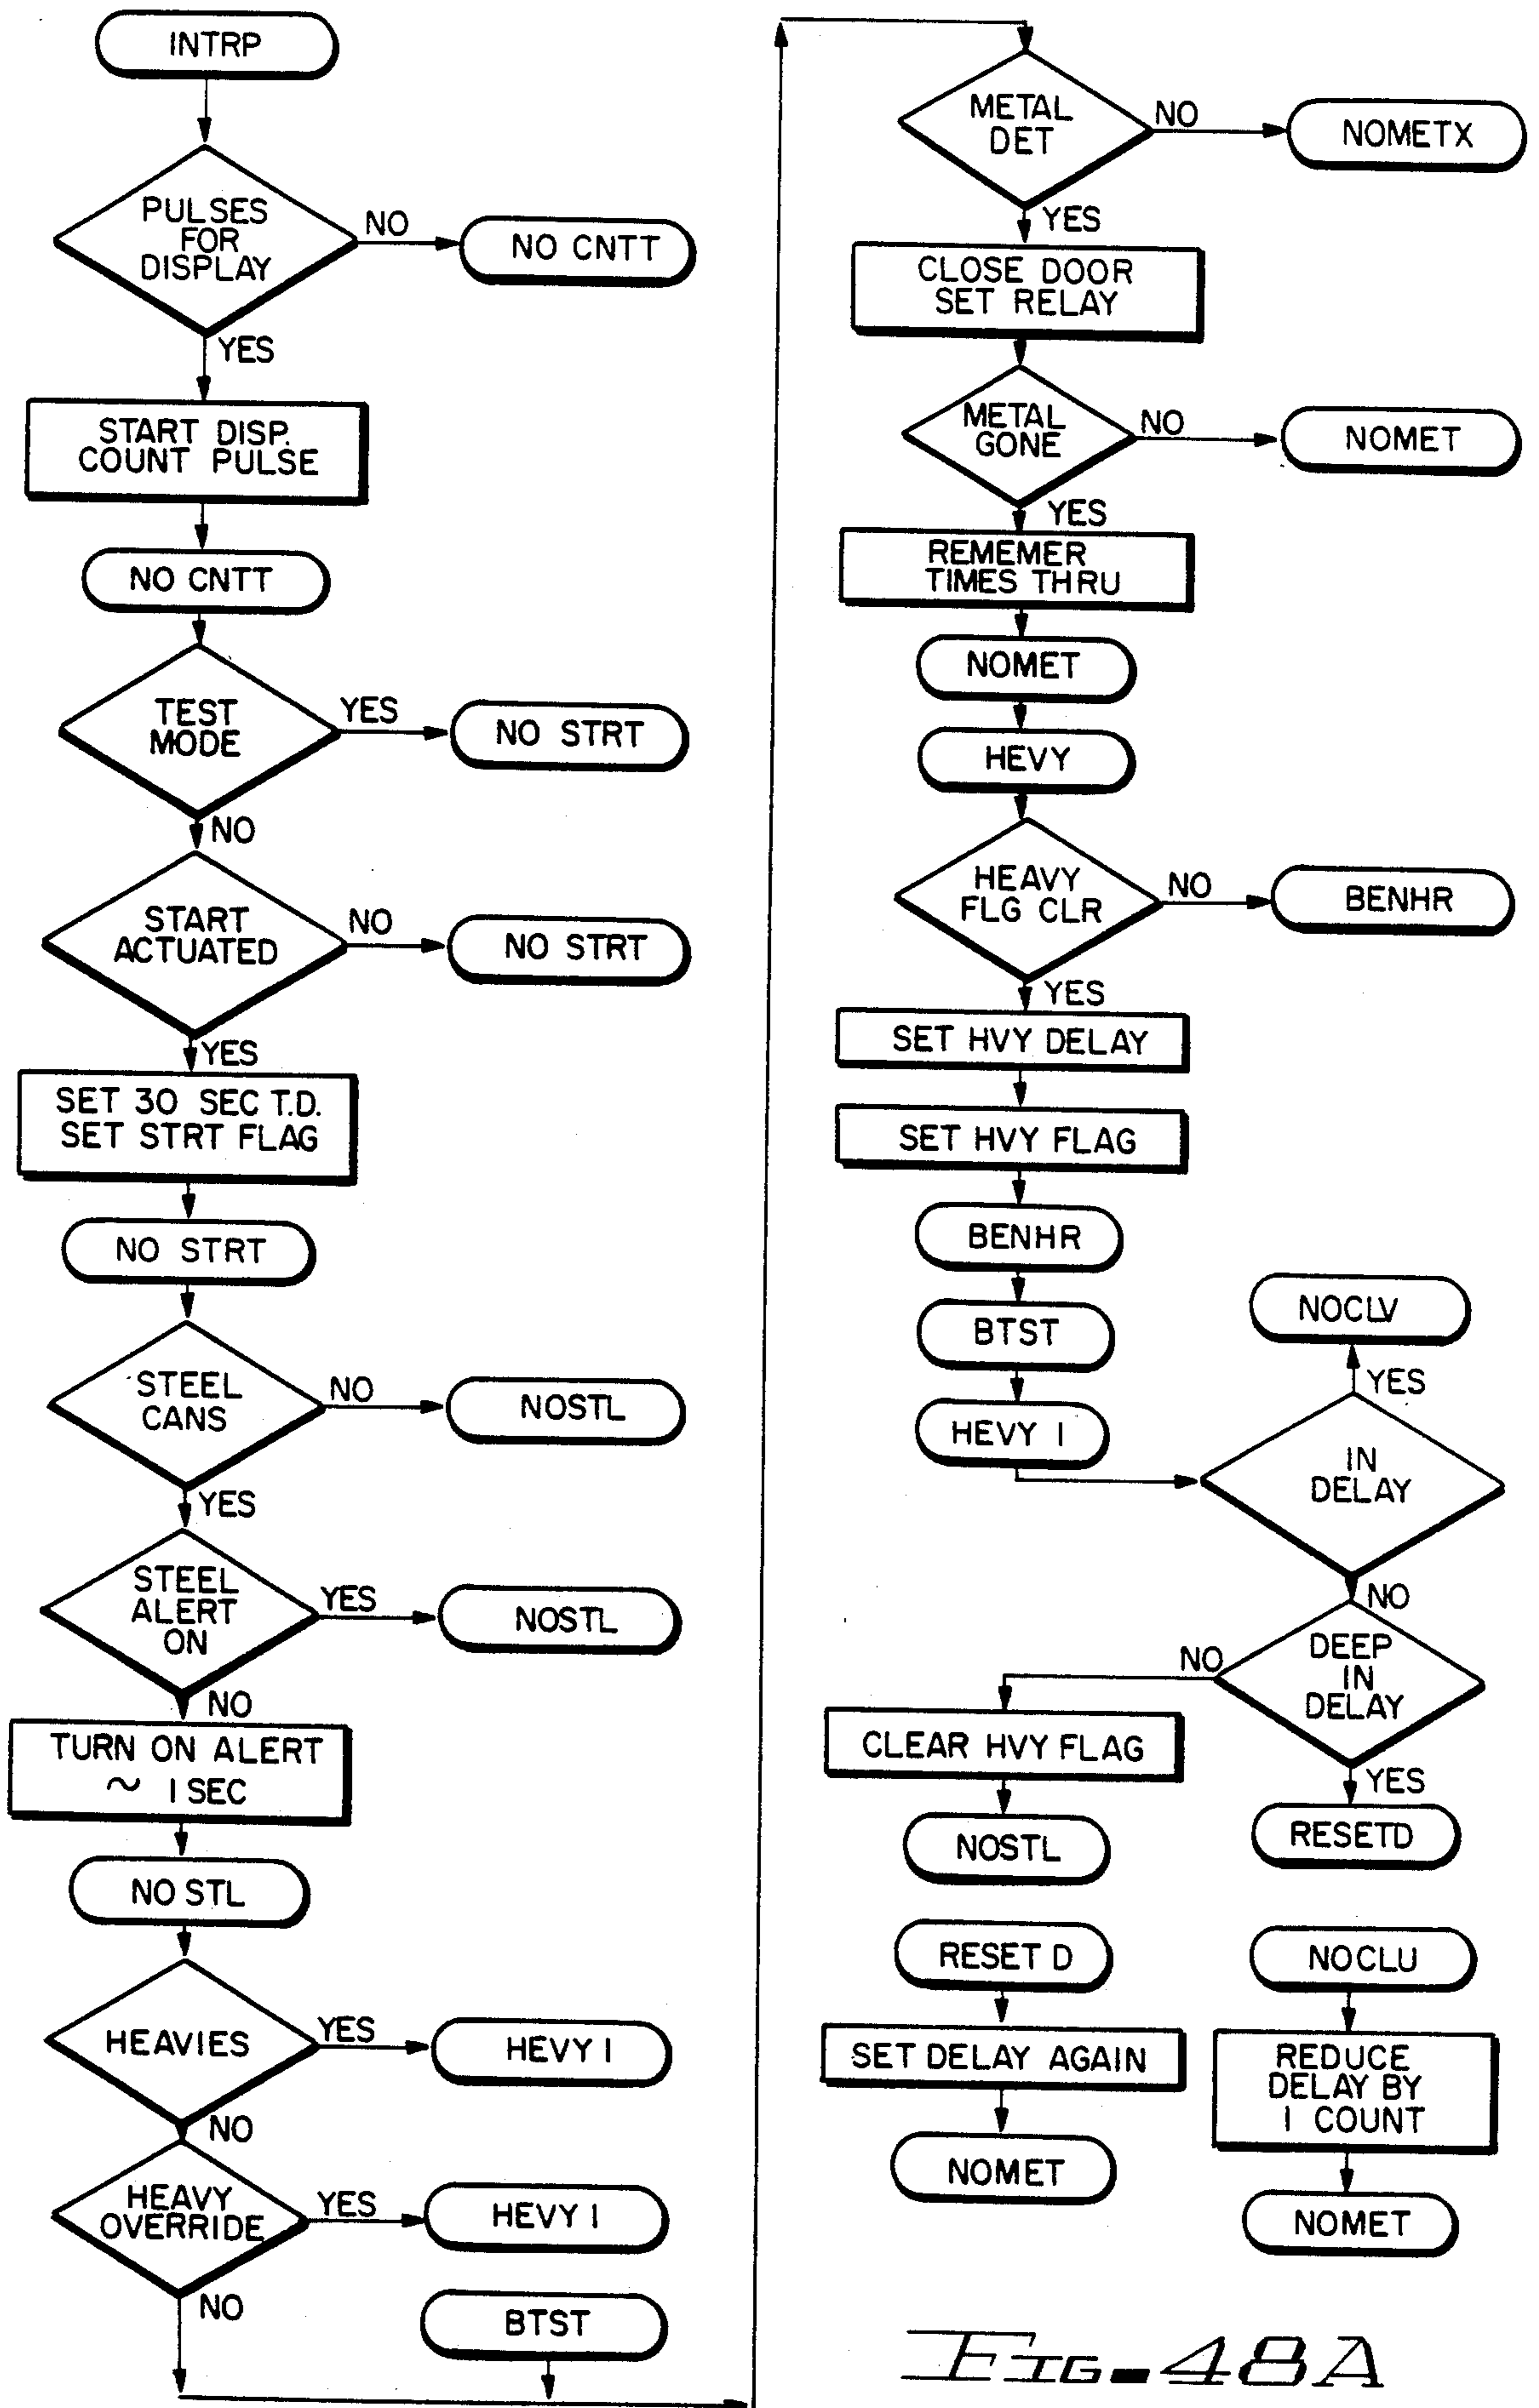 INTRP
PULSES
FOR
DISPLAY
NO
NO CNTT
YES
START DISP.
COUNT PULSE
NO CNTT
TEST
MODE
YES
NO STRT
NO
START
ACTUATED
NO
NO STRT
YES
SET 30 SEC T.D.
SET STRT FLAG
NO STRT
STEEL
CANS
NO
NOSTL
YES
STEEL
ALERT
ON
YES
NOSTL
NO
TURN ON ALERT
~ 1 SEC
NO STL
HEAVIES
YES
HEVY 1
NO
HEAVY
OVERRIDE
YES
HEVY 1
NO
BTST
METAL
DET
NO
NOMETX
YES
CLOSE DOOR
SET RELAY
METAL
GONE
NO
NOMET
YES
REMEMER
TIMES THRU
NOMET
HEVY
HEAVY
FLG CLR
NO
BENHR
YES
SET HVY DELAY
SET HVY FLAG
BENHR
BTST
HEVY 1
NOCLV
YES
IN
DELAY
NO
DEEP
IN
DELAY
NO
CLEAR HVY FLAG
NOSTL
YES
RESETD
RESET D
SET DELAY AGAIN
NOMET
NOCLU
REDUCE
DELAY BY
1 COUNT
NOMET
FIG-48A